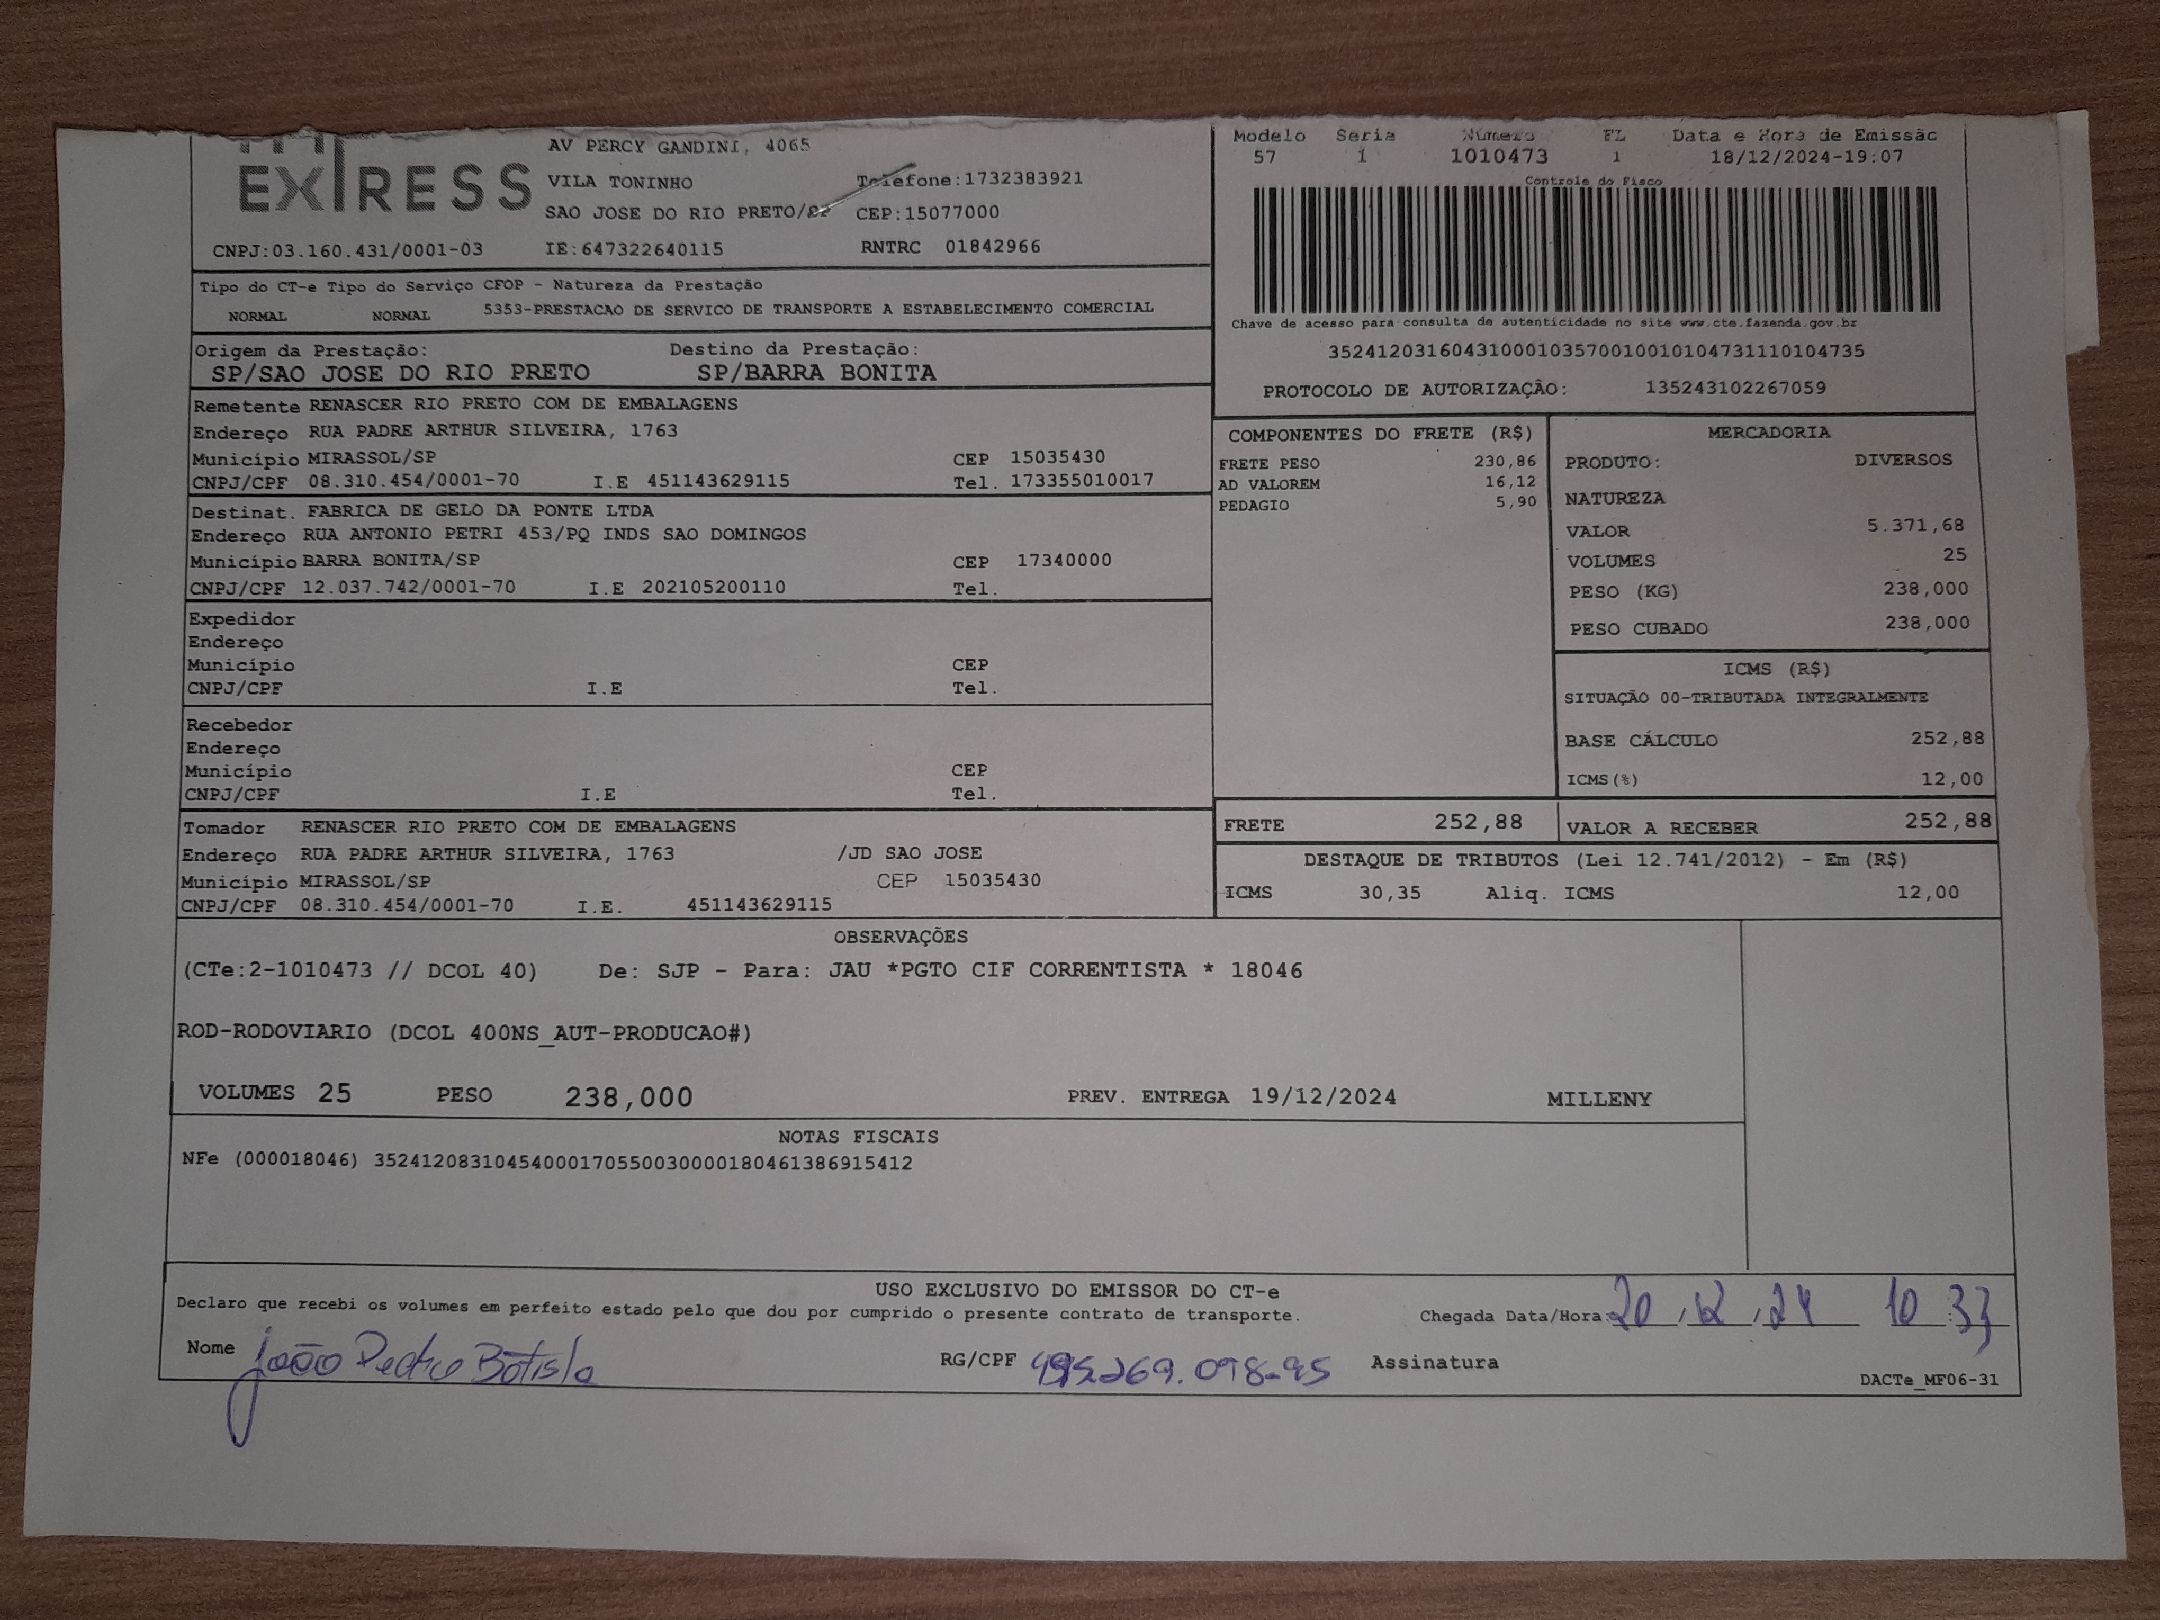 EXPRESS
AV PERCY GANDINI, 4065
VILA TONINHO Telefone:1732383921
SAO JOSE DO RIO PRETO/SP CEP:15077000
CNPJ:03.160.431/0001-03 IE:647322640115 RNTRC 01842966
Modelo Seria Número FL Data e Hora de Emissão
57 1 1010473 1 18/12/2024-19:07
Controle do Fisco
Chave de acesso para consulta de autenticidade no site www.cte.fazenda.gov.br
35241203160431000103570010010104731110104735
PROTOCOLO DE AUTORIZAÇÃO: 135243102267059
Tipo do CT-e Tipo do Serviço CFOP - Natureza da Prestação
NORMAL NORMAL 5353-PRESTACAO DE SERVICO DE TRANSPORTE A ESTABELECIMENTO COMERCIAL
Origem da Prestação: Destino da Prestação:
SP/SAO JOSE DO RIO PRETO SP/BARRA BONITA
Remetente RENASCER RIO PRETO COM DE EMBALAGENS
Endereço RUA PADRE ARTHUR SILVEIRA, 1763
Município MIRASSOL/SP CEP 15035430
CNPJ/CPF 08.310.454/0001-70 I.E 451143629115 Tel. 173355010017
Destinat. FABRICA DE GELO DA PONTE LTDA
Endereço RUA ANTONIO PETRI 453/PQ INDS SAO DOMINGOS
Município BARRA BONITA/SP CEP 17340000
CNPJ/CPF 12.037.742/0001-70 I.E 202105200110 Tel.
Expedidor
Endereço
Município CEP
CNPJ/CPF I.E Tel.
Recebedor
Endereço
Município CEP
CNPJ/CPF I.E Tel.
Tomador RENASCER RIO PRETO COM DE EMBALAGENS
Endereço RUA PADRE ARTHUR SILVEIRA, 1763 /JD SAO JOSE
Município MIRASSOL/SP CEP 15035430
CNPJ/CPF 08.310.454/0001-70 I.E. 451143629115
COMPONENTES DO FRETE (R$)
FRETE PESO 230,86
AD VALOREM 16,12
PEDAGIO 5,90
MERCADORIA
PRODUTO: DIVERSOS
NATUREZA
VALOR 5.371,68
VOLUMES 25
PESO (KG) 238,000
PESO CUBADO 238,000
ICMS (R$)
SITUAÇÃO 00-TRIBUTADA INTEGRALMENTE
BASE CÁLCULO 252,88
ICMS(%) 12,00
FRETE 252,88 VALOR A RECEBER 252,88
DESTAQUE DE TRIBUTOS (Lei 12.741/2012) - Em (R$)
ICMS 30,35 Aliq. ICMS 12,00
OBSERVAÇÕES
(CTe:2-1010473 // DCOL 40) De: SJP - Para: JAU *PGTO CIF CORRENTISTA * 18046
ROD-RODOVIARIO (DCOL 400NS_AUT-PRODUCAO#)
VOLUMES 25 PESO 238,000 PREV. ENTREGA 19/12/2024 MILLENY
NOTAS FISCAIS
NFe (000018046) 35241208310454000170550030000180461386915412
USO EXCLUSIVO DO EMISSOR DO CT-e
Declaro que recebi os volumes em perfeito estado pelo que dou por cumprido o presente contrato de transporte. Chegada Data/Hora: 20/12/24 10:33
Nome João Pedro Batista RG/CPF Assinatura
DACTe_MF06-31